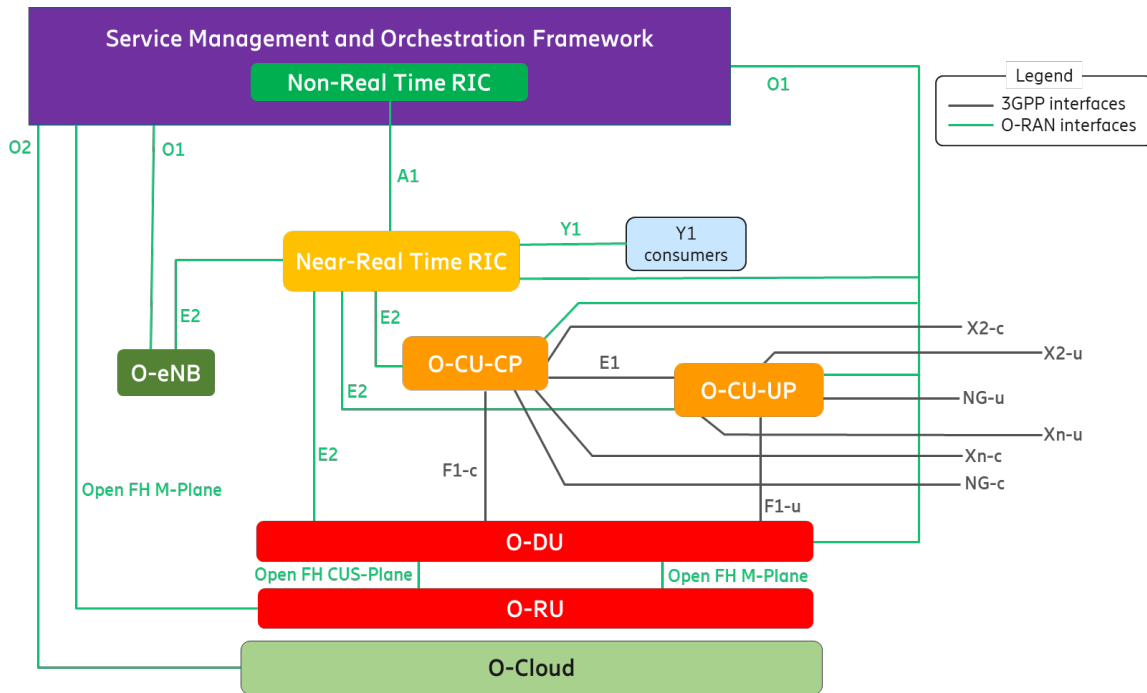 Service Management and Orchestration Framework
Non-Real Time RIC
O1
Legend
3GPP interfaces
O-RAN interfaces
O2
O1
A1
Y1
Y1
consumers
Near-Real Time RIC
E2
E2
X2-c
O-CU-CP
E1
X2-u
O-eNB
O-CU-UP
E2
NG-u
Xn-u
E2
Xn-c
F1-c
NG-c
Open FH M-Plane
F1-u
O-DU
Open FH CUS-Plane
Open FH M-Plane
O-RU
O-Cloud